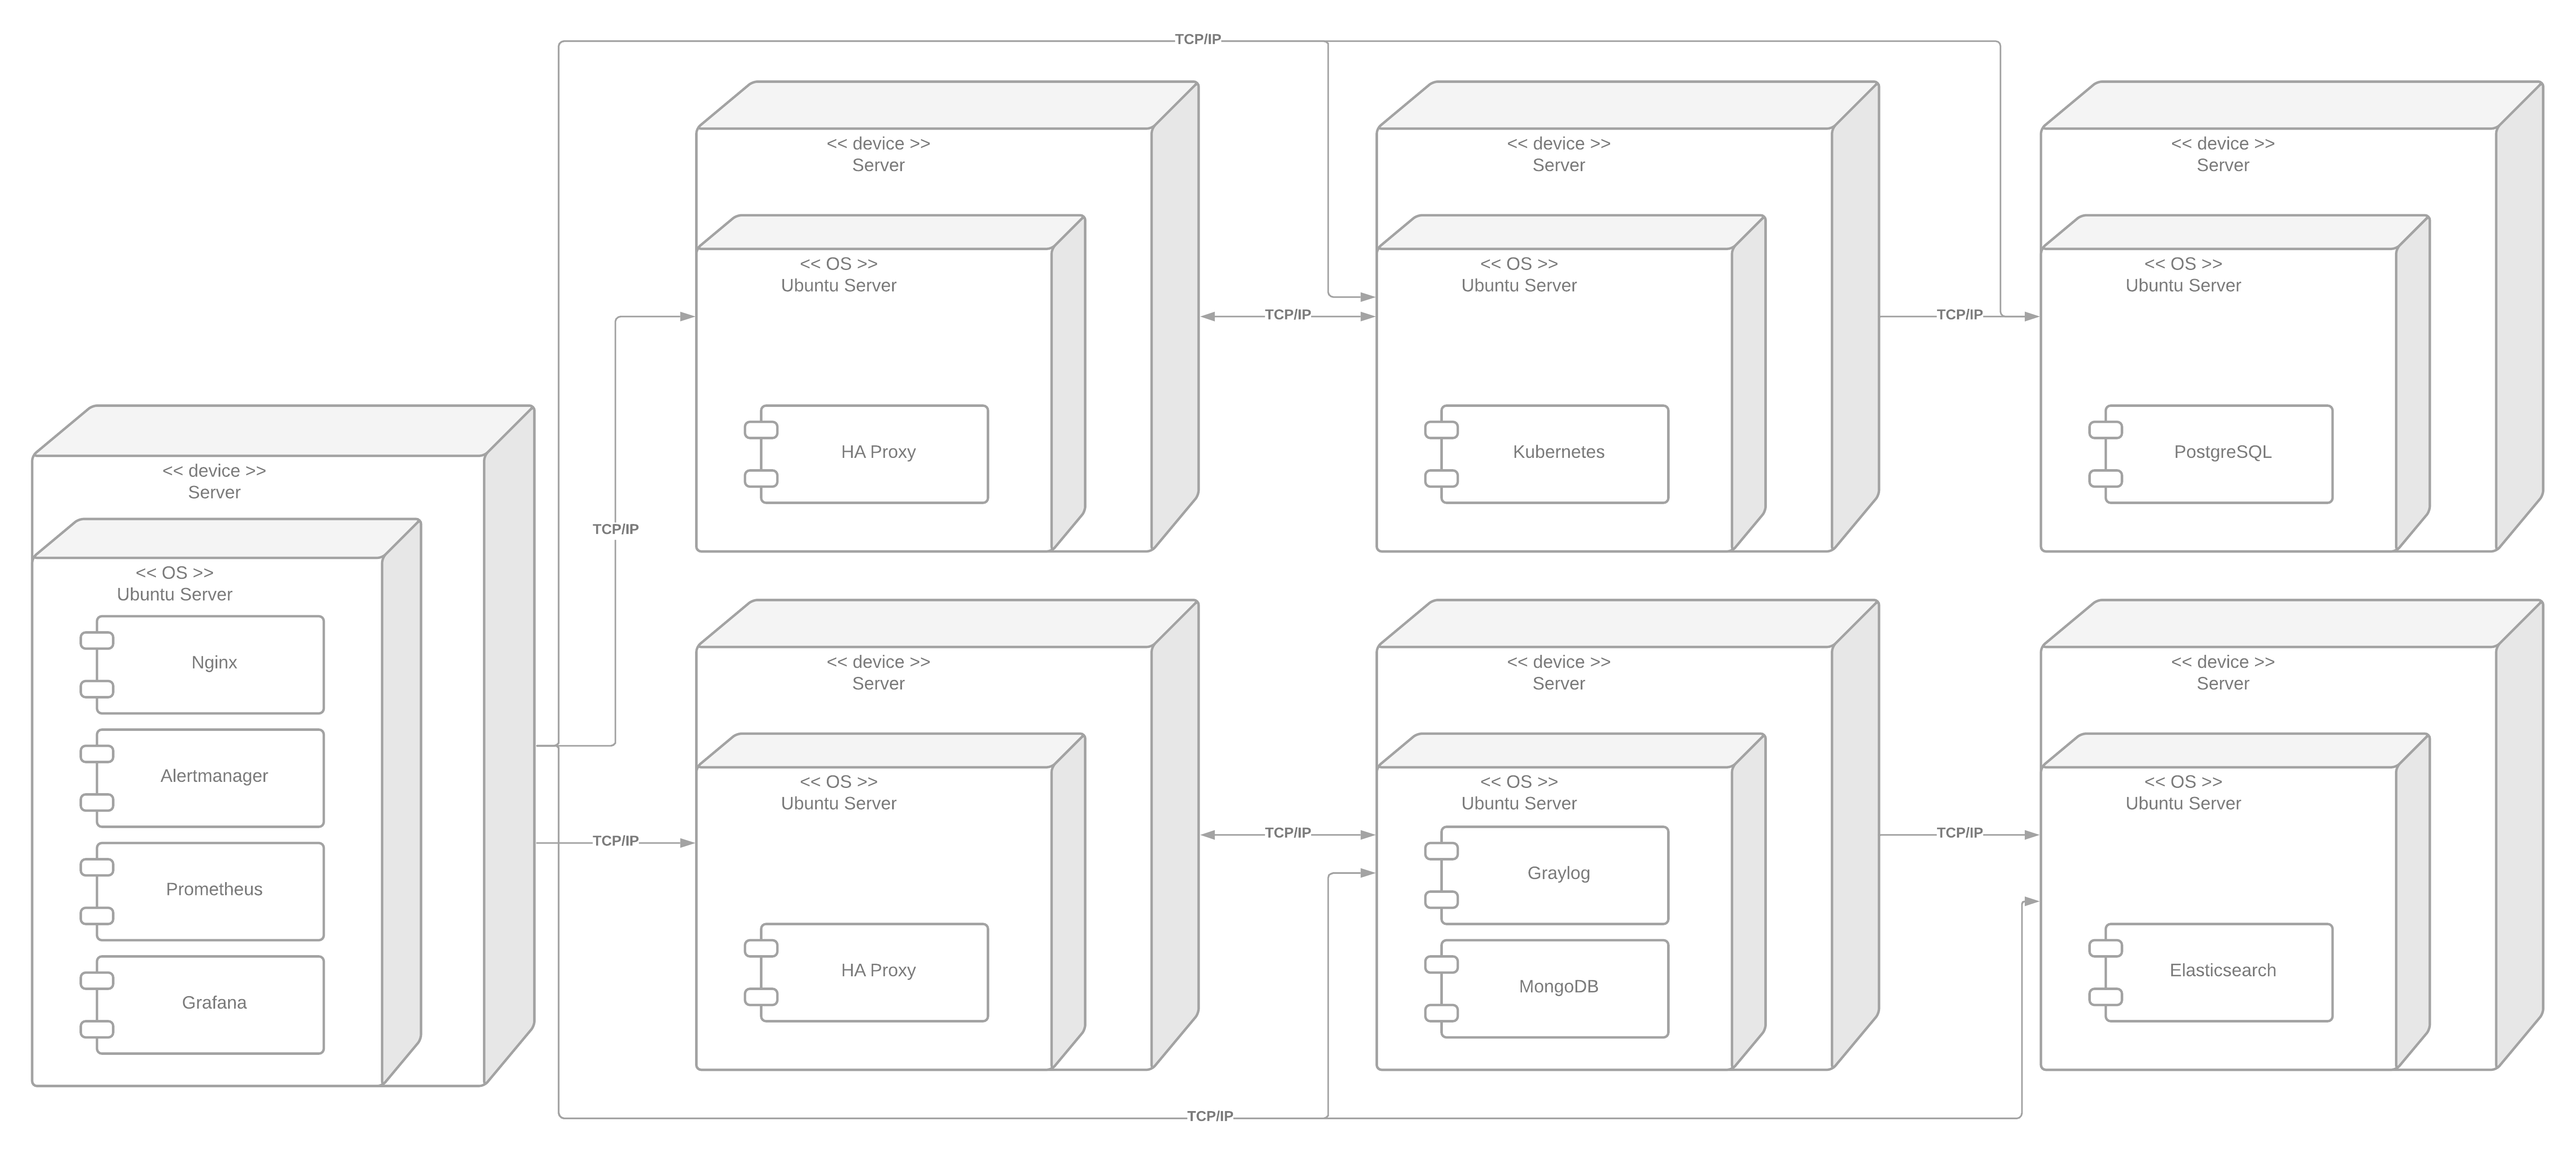 TCP/IP
<< device >>
Server
<< OS >>
Ubuntu Server
HA Proxy
TCP/IP
<< device >>
Server
<< OS >>
Ubuntu Server
Kubernetes
TCP/IP
<< device >>
Server
<< OS >>
Ubuntu Server
PostgreSQL
<< device >>
Server
<< OS >>
Ubuntu Server
Nginx
Alertmanager
Prometheus
Grafana
TCP/IP
TCP/IP
<< device >>
Server
<< OS >>
Ubuntu Server
HA Proxy
TCP/IP
<< device >>
Server
<< OS >>
Ubuntu Server
Graylog
MongoDB
TCP/IP
<< device >>
Server
<< OS >>
Ubuntu Server
Elasticsearch
TCP/IP